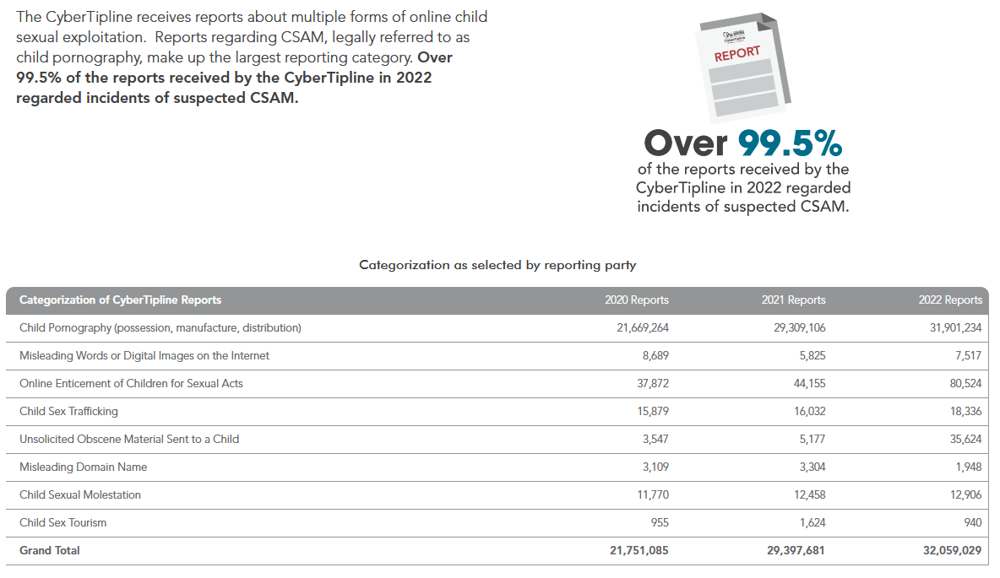 The CyberTipline receives reports about multiple forms of online child
sexual exploitation.  Reports regarding CSAM, legally referred to as
child pornography, make up the largest reporting category. Over
99.5% of the reports received by the CyberTipline in 2022
regarded incidents of suspected CSAM.
REPORT
Over 99.5%
of the reports received by the
CyberTipline in 2022 regarded
incidents of suspected CSAM.
Categorization as selected by reporting party
Categorization of CyberTipline Reports 2020 Reports 2021 Reports 2022 Reports
Child Pornography (possession, manufacture, distribution) 21,669,264 29,309,106 31,901,234
Misleading Words or Digital Images on the Internet 8,689 5,825 7,517
Online Enticement of Children for Sexual Acts 37,872 44,155 80,524
Child Sex Trafficking 15,879 16,032 18,336
Unsolicited Obscene Material Sent to a Child 3,547 5,177 35,624
Misleading Domain Name 3,109 3,304 1,948
Child Sexual Molestation 11,770 12,458 12,906
Child Sex Tourism 955 1,624 940
Grand Total 21,751,085 29,397,681 32,059,029